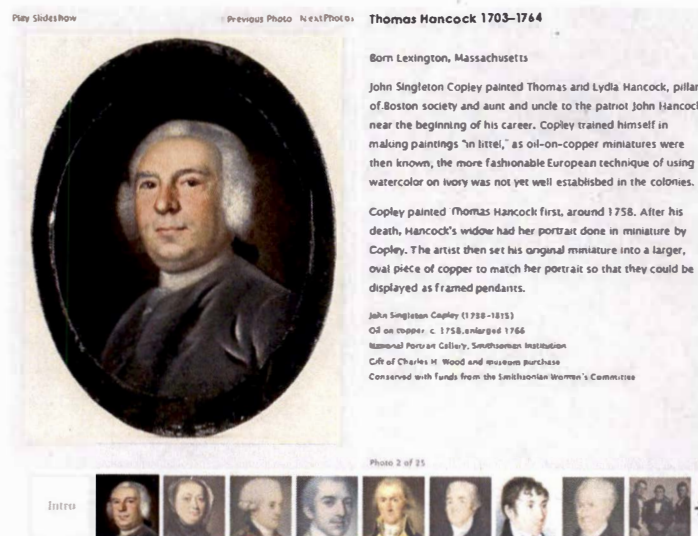 Play Slideshow
Previous Photo Next Photos
Thomas Hancock 1703–1764
Born Lexington, Massachusetts
John Singleton Copley painted Thomas and Lydia Hancock, pillar
of Boston society and aunt and uncle to the patriot John Hancock
near the beginning of his career. Copley trained himself in
making paintings "in littel," as oil-on-copper miniatures were
then known, the more fashionable European technique of using
watercolor on ivory was not yet well established in the colonies.
Copley painted Thomas Hancock first, around 1758. After his
death, Hancock's widow had her portrait done in miniature by
Copley. The artist then set his original miniature into a larger,
oval piece of copper to match her portrait so that they could be
displayed as framed pendants.
John Singleton Copley (1738-1815)
Oil on copper c. 1758, enlarged 1766
National Portrait Gallery, Smithsonian Institution
Gift of Charles H Wood and museum purchase
Conserved with funds from the Smithsonian Women's Committee
Photo 2 of 25
Intro